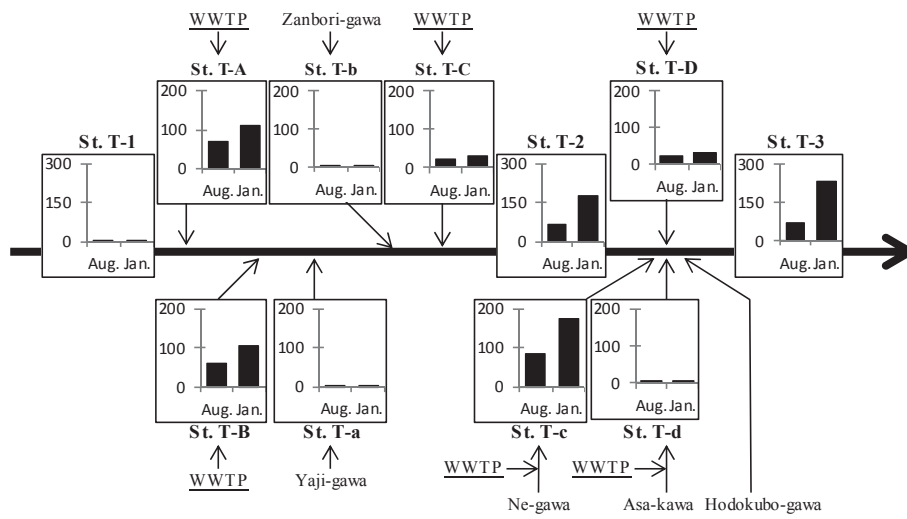 WWTP
Zanbori-gawa
WWTP
WWTP
St. T-A
St. T-b
St. T-C
St. T-D
200
100
0
Aug. Jan.
200
100
0
Aug. Jan.
200
100
0
Aug. Jan.
200
100
0
Aug. Jan.
St. T-1
300
150
0
Aug. Jan.
St. T-2
300
150
0
Aug. Jan.
St. T-3
300
150
0
Aug. Jan.
200
100
0
Aug. Jan.
St. T-B
WWTP
200
100
0
Aug. Jan.
St. T-a
Yaji-gawa
200
100
0
Aug. Jan.
St. T-c
WWTP
Ne-gawa
200
100
0
Aug. Jan.
St. T-d
WWTP
Asa-kawa
Hodokubo-gawa